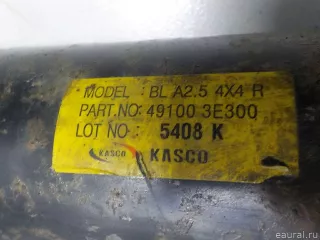 MODEL : BL A2.5 4X4 R
PART.NO: 49100 3E300
LOT NO : 5408 K
KASCO KASCO
© eaural.ru